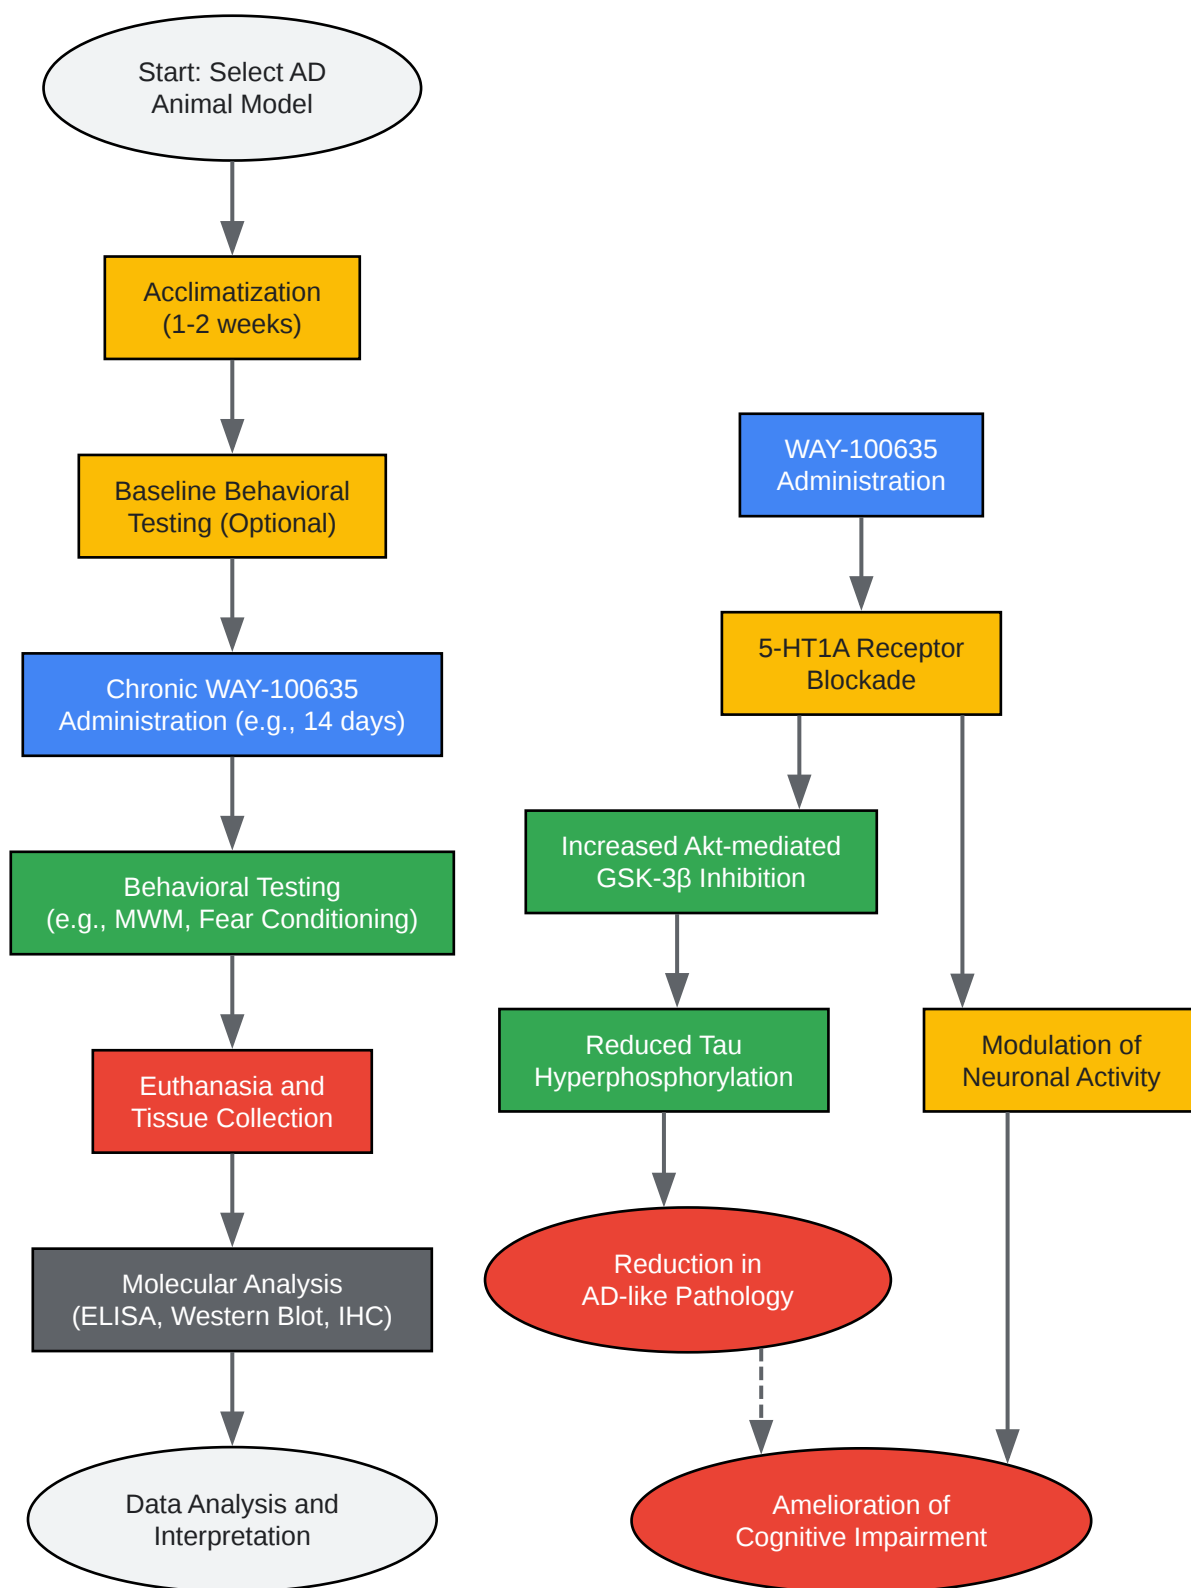 Start: Select AD
Animal Model
Acclimatization
(1-2 weeks)
Baseline Behavioral
Testing (Optional)
Chronic WAY-100635
Administration (e.g., 14 days)
Behavioral Testing
(e.g., MWM, Fear Conditioning)
Euthanasia and
Tissue Collection
Molecular Analysis
(ELISA, Western Blot, IHC)
Data Analysis and
Interpretation
WAY-100635
Administration
5-HT1A Receptor
Blockade
Increased Akt-mediated
GSK-3β Inhibition
Reduced Tau
Hyperphosphorylation
Modulation of
Neuronal Activity
Reduction in
AD-like Pathology
Amelioration of
Cognitive Impairment